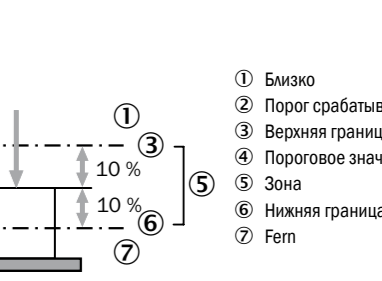 ①
③
10 %
⑤
10 %
⑥
⑦
① Близко
② Порог срабатыв
③ Верхняя границ
④ Пороговое знач
⑤ Зона
⑥ Нижняя граница
⑦ Fern